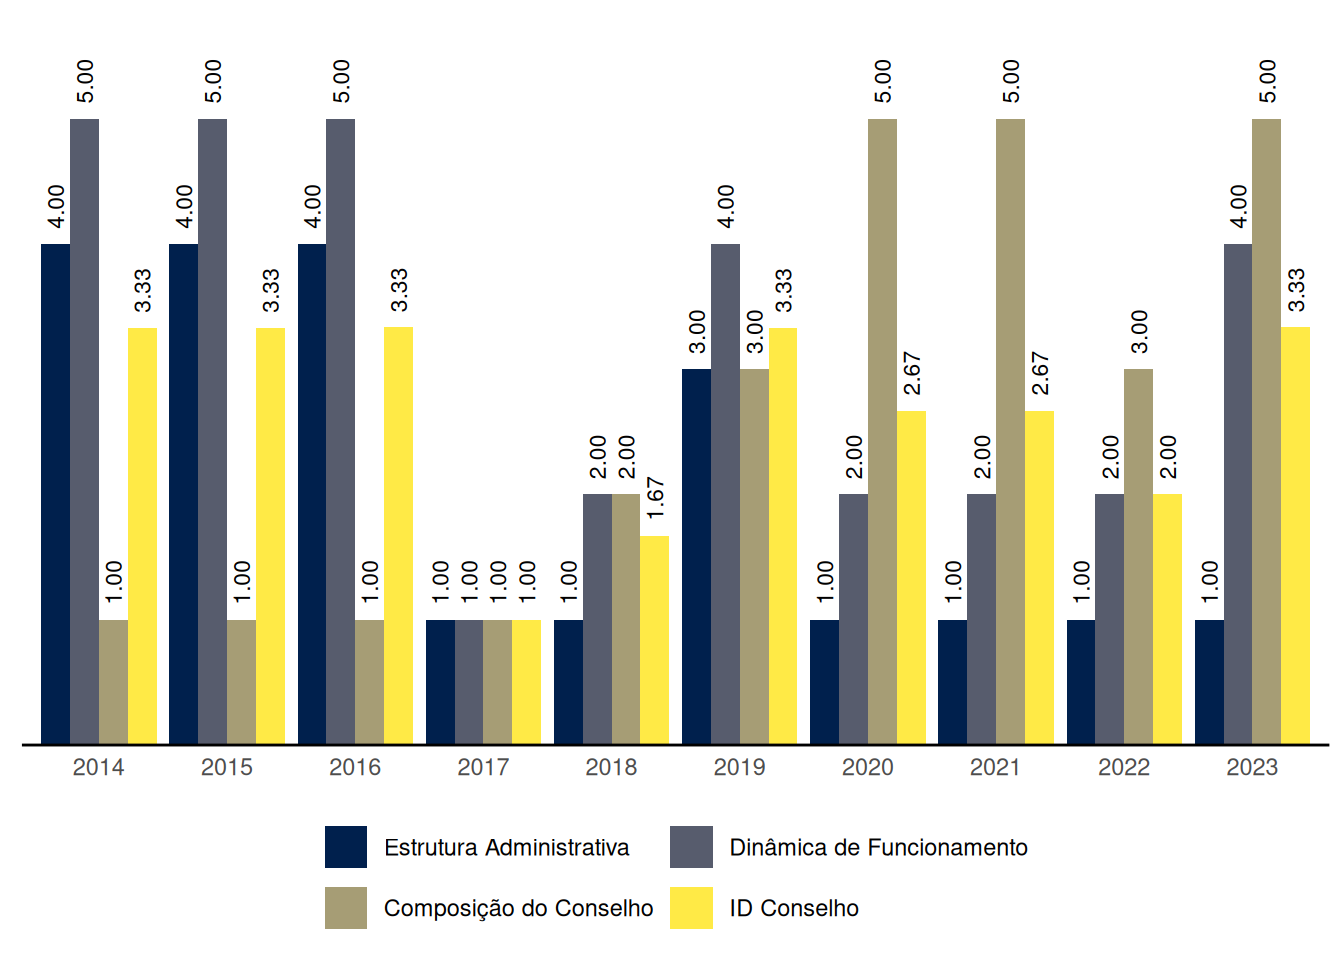 5.00 5.00 5.00 5.00 5.00 5.00
4.00 4.00 4.00 4.00 4.00
3.33 3.33 3.33 3.00 3.00 3.33 3.00 3.33
2.00 2.00 1.67 2.00 2.67 2.00 2.67 2.00 2.00
1.00 1.00 1.00 1.00 1.00 1.00 1.00 1.00 1.00 1.00 1.00 1.00
2014 2015 2016 2017 2018 2019 2020 2021 2022 2023
Estrutura Administrativa Dinâmica de Funcionamento
Composição do Conselho ID Conselho